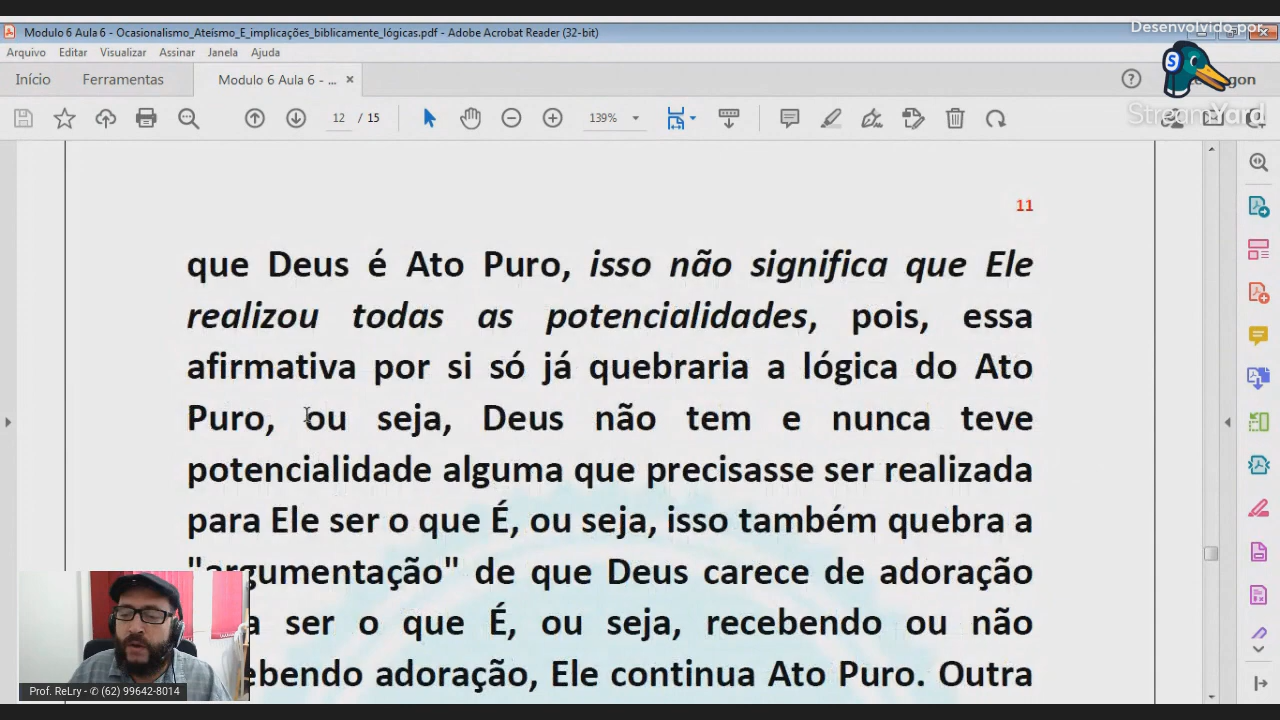 Modulo 6 Aula 6 - Ocasionalismo_Ateísmo_E_implicações_biblicamente_lógicas.pdf - Adobe Acrobat Reader (32-bit)
Desenvolvido por
Arquivo Editar Visualizar Assinar Janela Ajuda
Início Ferramentas Modulo 6 Aula 6 - ... ×
StreamYard
12 / 15 139%
11
que Deus é Ato Puro, isso não significa que Ele
realizou todas as potencialidades, pois, essa
afirmativa por si só já quebraria a lógica do Ato
Puro, ou seja, Deus não tem e nunca teve
potencialidade alguma que precisasse ser realizada
para Ele ser o que É, ou seja, isso também quebra a
"argumentação" de que Deus carece de adoração
ser o que É, ou seja, recebendo ou não
adoração, Ele continua Ato Puro. Outra
Prof. ReLry - ✆ (62) 99642-8014